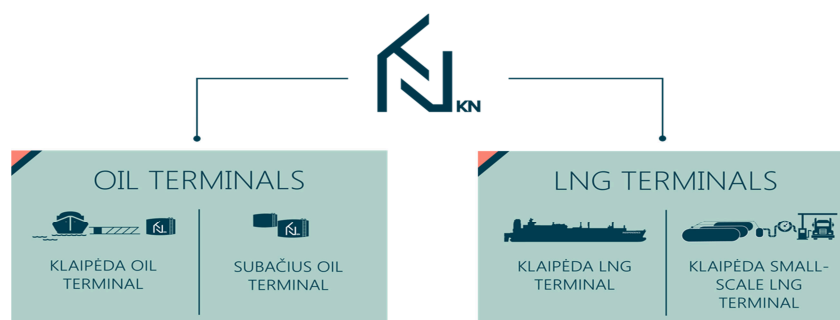 KN
OIL TERMINALS
KLAIPĖDA OIL
TERMINAL
SUBAČIUS OIL
TERMINAL
LNG TERMINALS
KLAIPĖDA LNG
TERMINAL
KLAIPĖDA SMALL-
SCALE LNG
TERMINAL